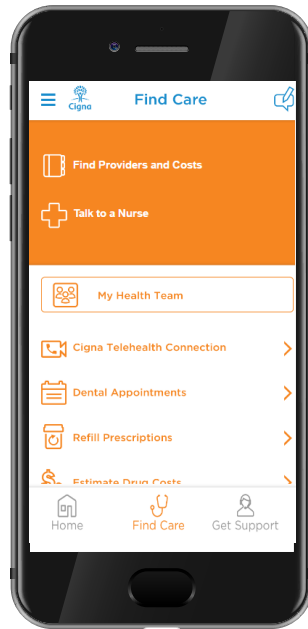 Cigna
Find Care
Find Providers and Costs
Talk to a Nurse
My Health Team
Cigna Telehealth Connection
Dental Appointments
Refill Prescriptions
Estimate Drug Costs
Home
Find Care
Get Support